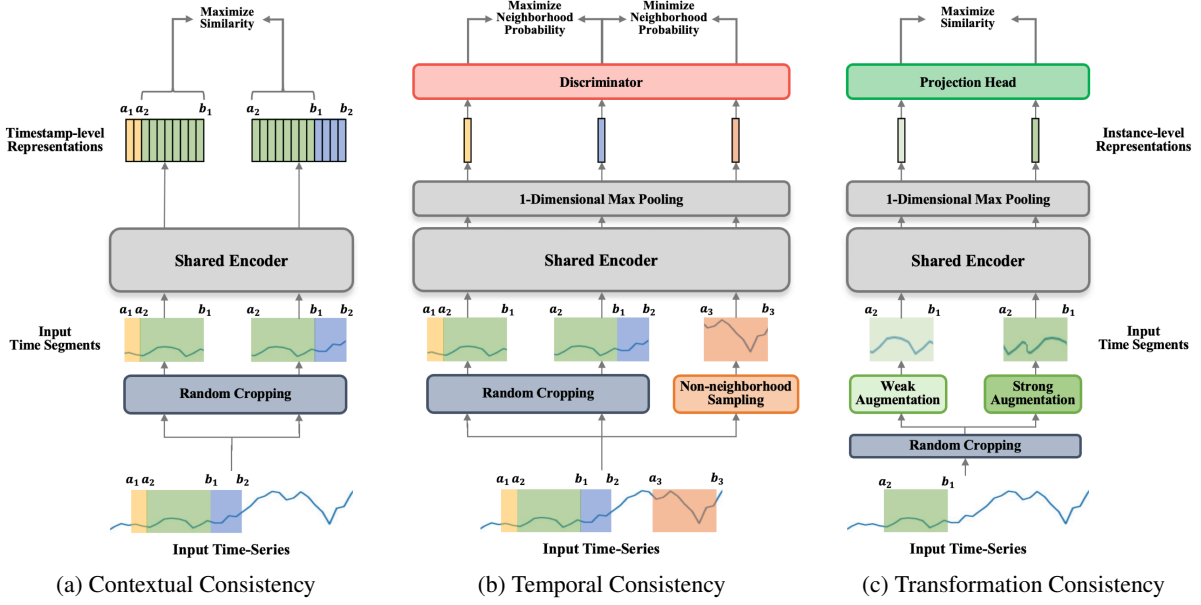 Maximize
Similarity
a₁ a₂ b₁ a₂ b₁ b₂
Timestamp-level
Representations
Shared Encoder
a₁ a₂ b₁ a₂ b₁ b₂
Input
Time Segments
Random Cropping
a₁ a₂ b₁ b₂
Input Time-Series
(a) Contextual Consistency
Maximize
Neighborhood
Probability
Minimize
Neighborhood
Probability
Discriminator
1-Dimensional Max Pooling
Shared Encoder
a₁ a₂ b₁ a₂ b₁ b₂ a₃ b₃
Random Cropping
Non-neighborhood
Sampling
a₁ a₂ b₁ b₂ a₃ b₃
Input Time-Series
(b) Temporal Consistency
Maximize
Similarity
Projection Head
Instance-level
Representations
1-Dimensional Max Pooling
Shared Encoder
a₂ b₁ a₂ b₁
Input
Time Segments
Weak
Augmentation
Strong
Augmentation
Random Cropping
a₂ b₁
Input Time-Series
(c) Transformation Consistency